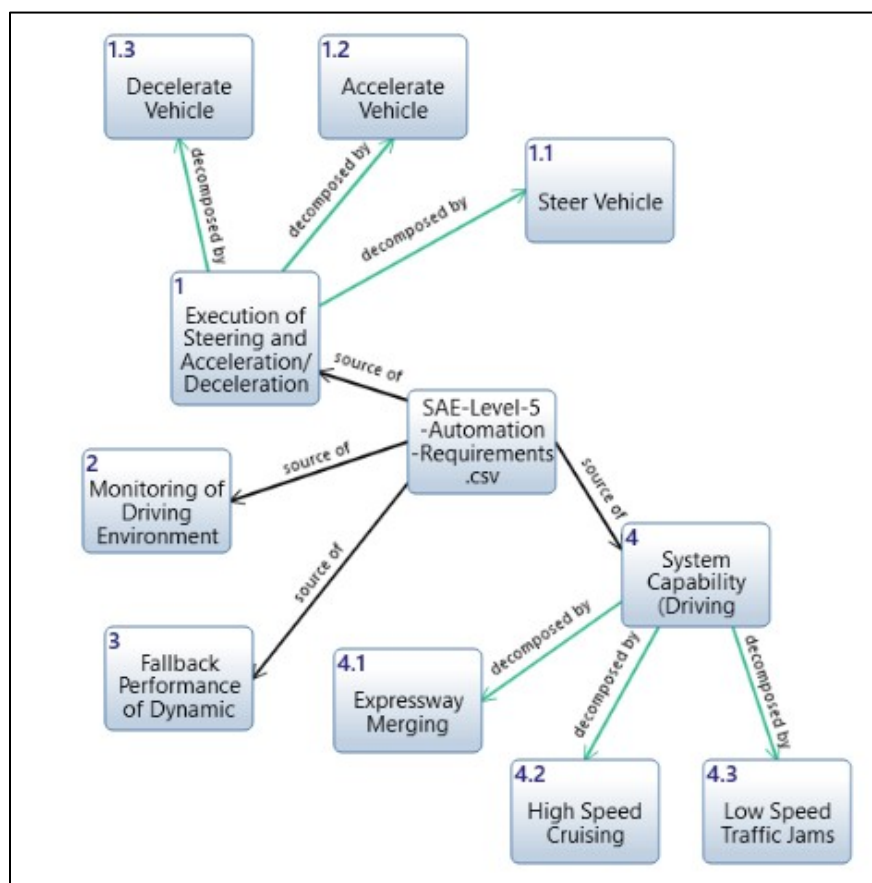 1.3
Decelerate
Vehicle
1.2
Accelerate
Vehicle
1.1
Steer Vehicle
decomposed by
decomposed by
decomposed by
1
Execution of
Steering and
Acceleration/
Deceleration
source of
SAE-Level-5
-Automation
-Requirements
.csv
2
Monitoring of
Driving
Environment
source of
source of
source of
4
System
Capability
(Driving
3
Fallback
Performance
of Dynamic
4.1
Expressway
Merging
decomposed by
decomposed by
decomposed by
4.2
High Speed
Cruising
4.3
Low Speed
Traffic Jams